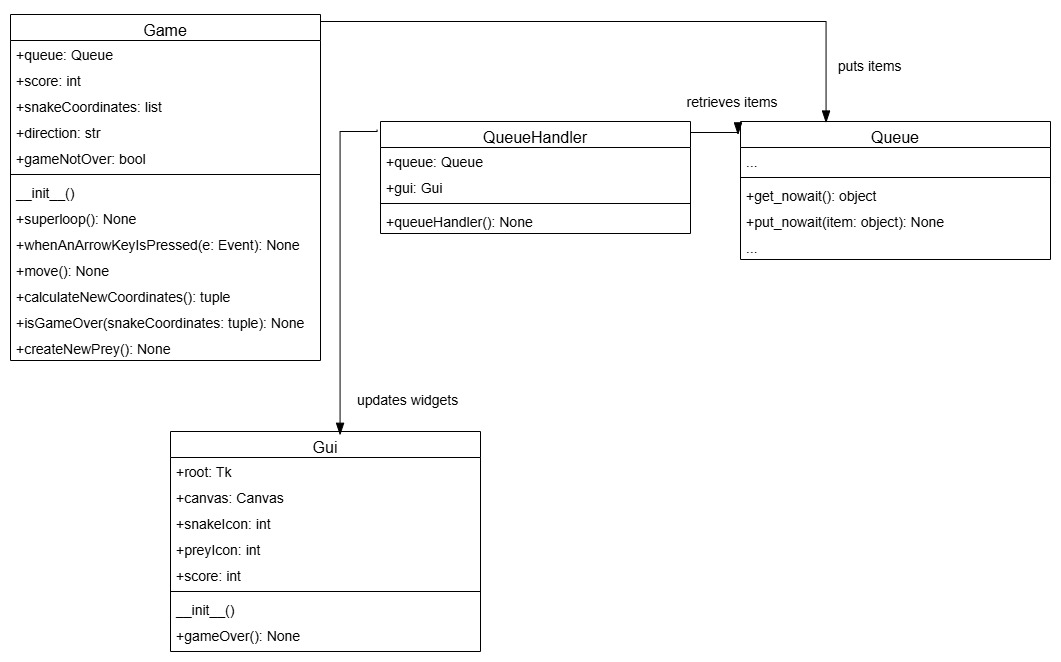 Game
+queue: Queue
+score: int
+snakeCoordinates: list
+direction: str
+gameNotOver: bool
__init__()
+superloop(): None
+whenAnArrowKeyIsPressed(e: Event): None
+move(): None
+calculateNewCoordinates(): tuple
+isGameOver(snakeCoordinates: tuple): None
+createNewPrey(): None
puts items
retrieves items
QueueHandler
+queue: Queue
+gui: Gui
+queueHandler(): None
Queue
...
+get_nowait(): object
+put_nowait(item: object): None
...
updates widgets
Gui
+root: Tk
+canvas: Canvas
+snakeIcon: int
+preyIcon: int
+score: int
__init__()
+gameOver(): None